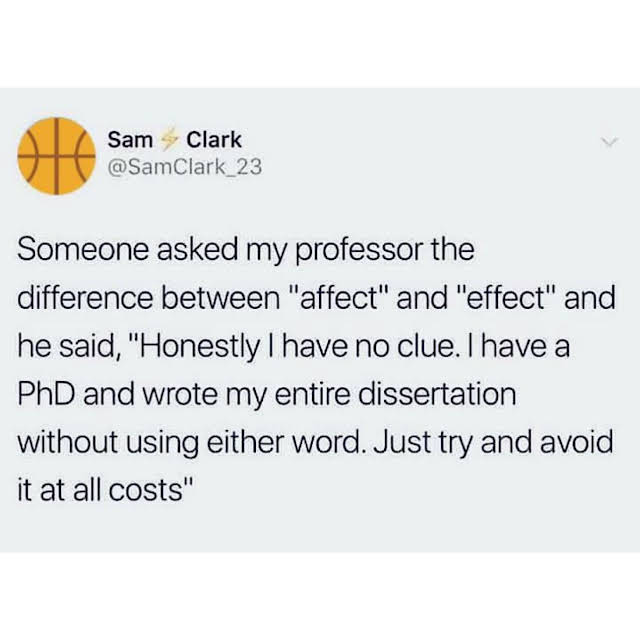 Sam ⚡ Clark
@SamClark_23
Someone asked my professor the
difference between "affect" and "effect" and
he said, "Honestly I have no clue. I have a
PhD and wrote my entire dissertation
without using either word. Just try and avoid
it at all costs"